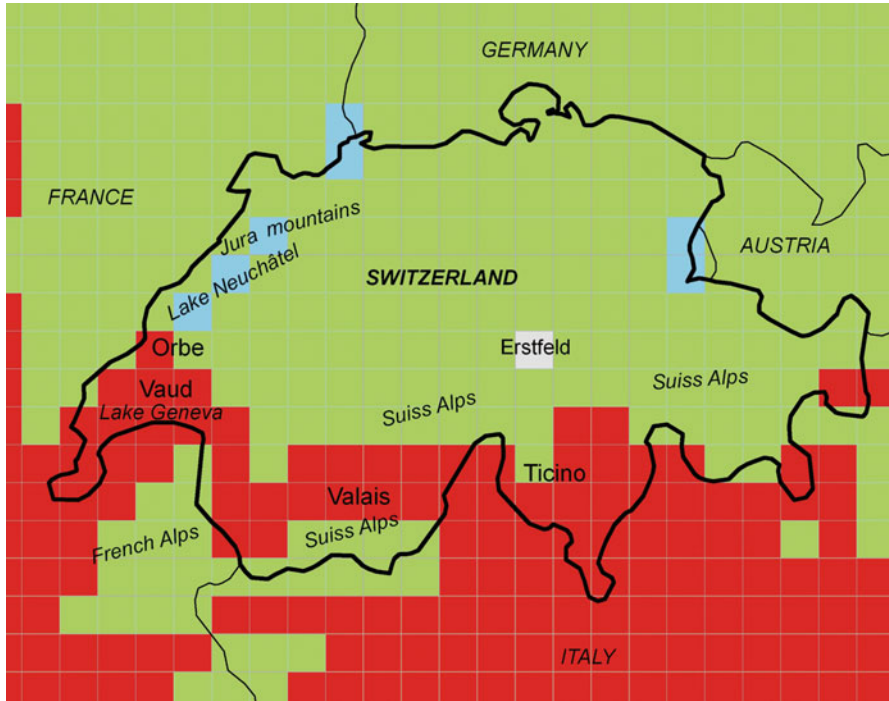 GERMANY
FRANCE
Jura mountains
AUSTRIA
Lake Neuchâtel
SWITZERLAND
Orbe
Erstfeld
Vaud
Suiss Alps
Lake Geneva
Suiss Alps
Ticino
Valais
Suiss Alps
French Alps
ITALY